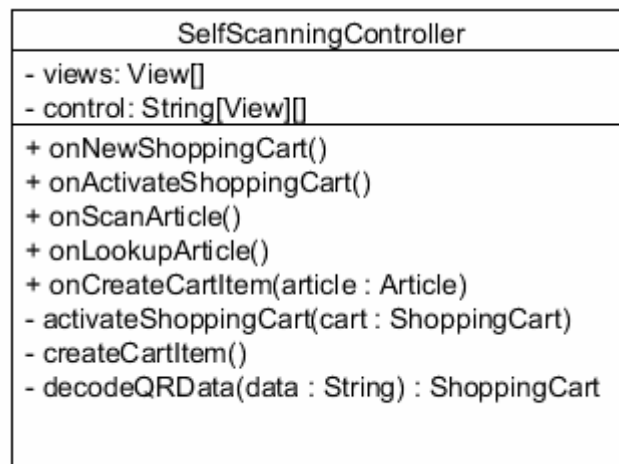 SelfScanningController
- views: View[]
- control: String[View][]
+ onNewShoppingCart()
+ onActivateShoppingCart()
+ onScanArticle()
+ onLookupArticle()
+ onCreateCartItem(article : Article)
- activateShoppingCart(cart : ShoppingCart)
- createCartItem()
- decodeQRData(data : String) : ShoppingCart